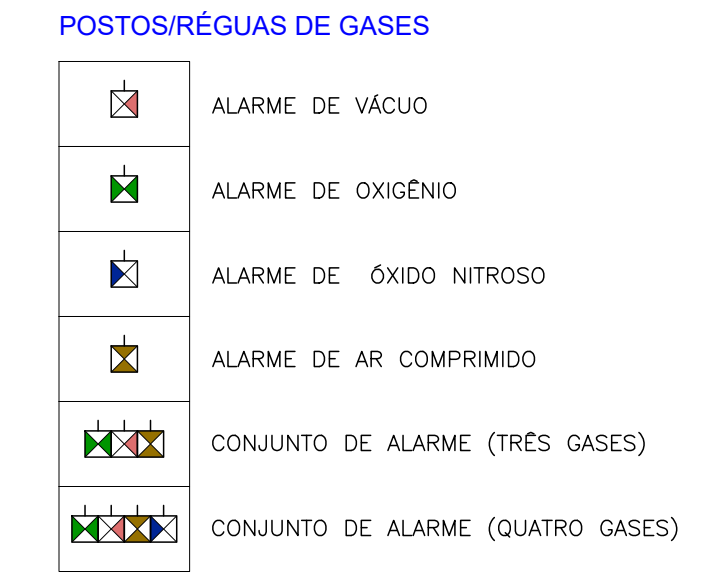 POSTOS/RÉGUAS DE GASES
ALARME DE VÁCUO
ALARME DE OXIGÊNIO
ALARME DE ÓXIDO NITROSO
ALARME DE AR COMPRIMIDO
CONJUNTO DE ALARME (TRÊS GASES)
CONJUNTO DE ALARME (QUATRO GASES)